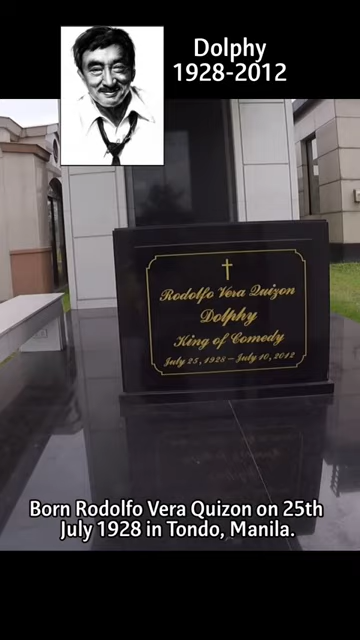 Dolphy
1928-2012
Rodolfo Vera Quizon
Dolphy
King of Comedy
July 25, 1928 – July 10, 2012
Born Rodolfo Vera Quizon on 25th
July 1928 in Tondo, Manila.